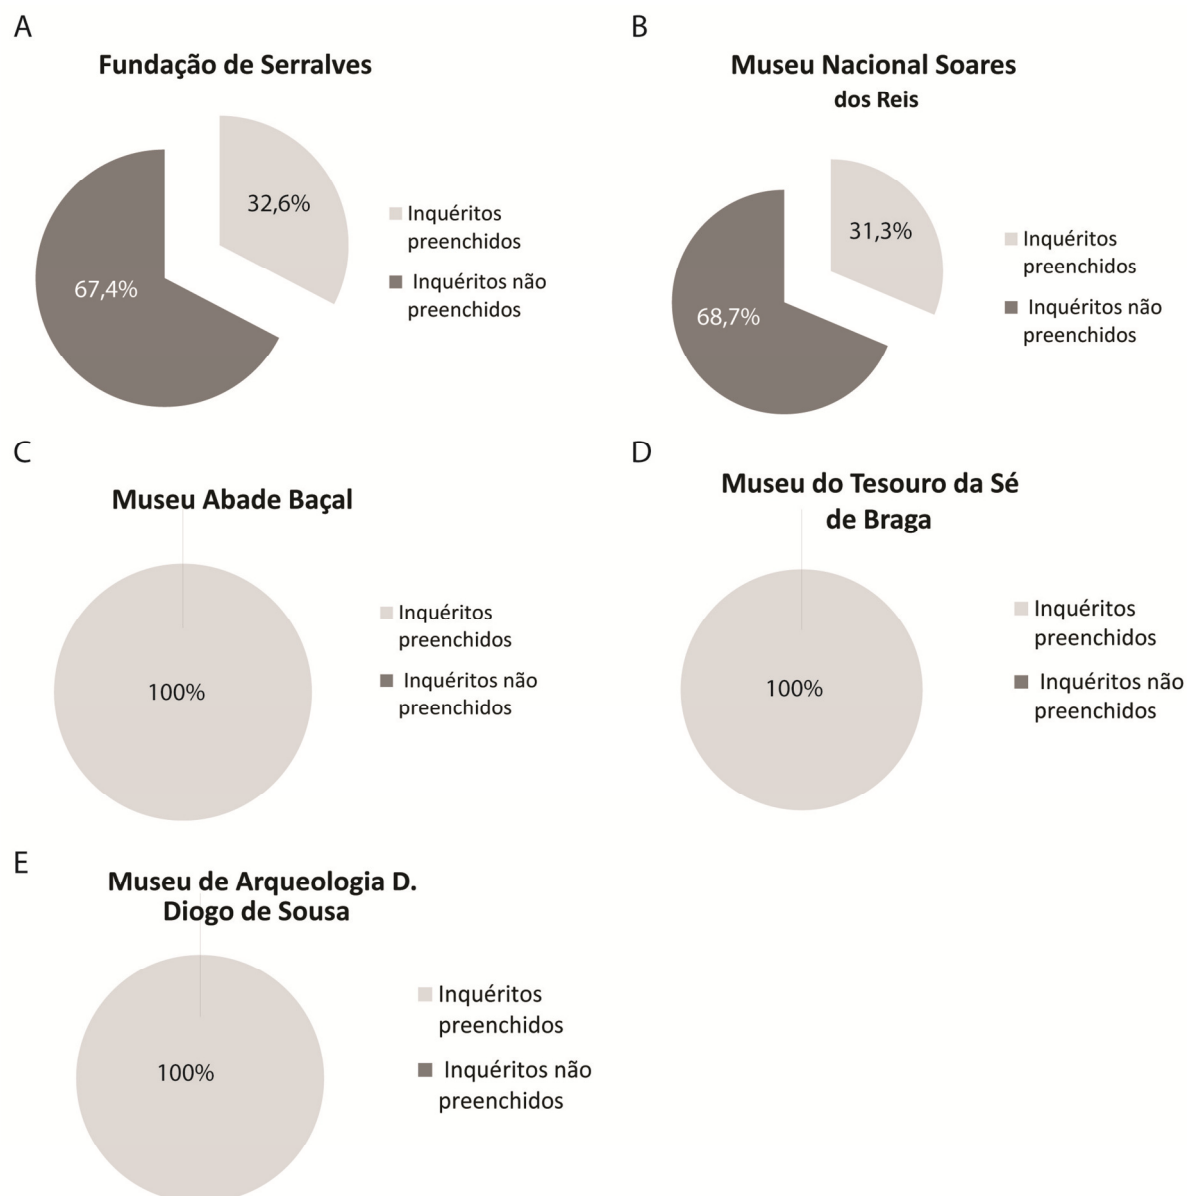 A
Fundação de Serralves
32,6%
67,4%
Inquéritos
preenchidos
Inquéritos não
preenchidos
B
Museu Nacional Soares
dos Reis
31,3%
68,7%
Inquéritos
preenchidos
Inquéritos não
preenchidos
C
Museu Abade Baçal
100%
Inquéritos
preenchidos
Inquéritos não
preenchidos
D
Museu do Tesouro da Sé
de Braga
100%
Inquéritos
preenchidos
Inquéritos não
preenchidos
E
Museu de Arqueologia D.
Diogo de Sousa
100%
Inquéritos
preenchidos
Inquéritos não
preenchidos